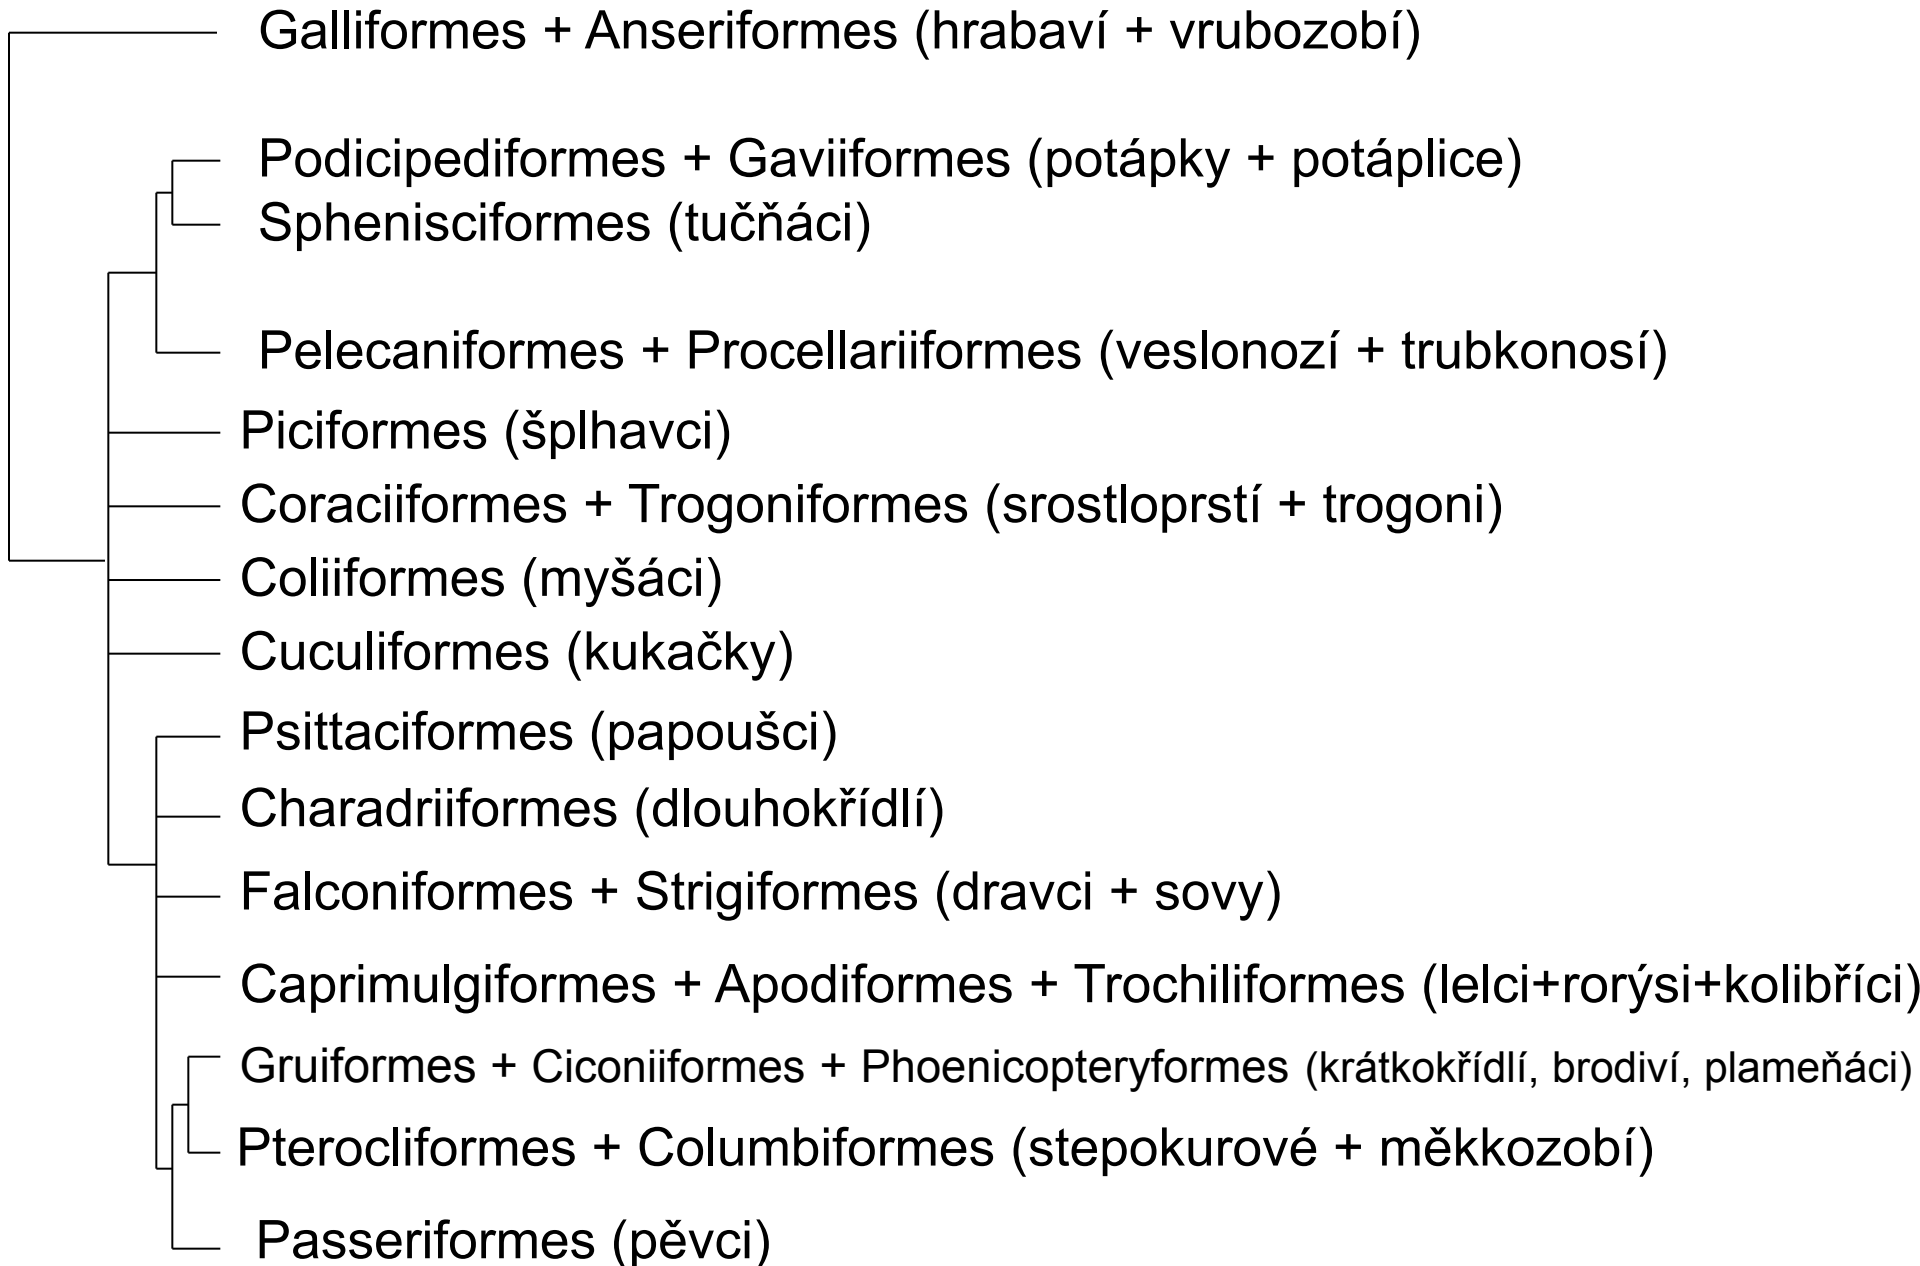 Galliformes + Anseriformes (hrabaví + vrubozobí)
Podicipediformes + Gaviiformes (potápky + potáplice)
Sphenisciformes (tučňáci)
Pelecaniformes + Procellariiformes (veslonozí + trubkonosí)
Piciformes (šplhavci)
Coraciiformes + Trogoniformes (srostloprstí + trogoni)
Coliiformes (myšáci)
Cuculiformes (kukačky)
Psittaciformes (papoušci)
Charadriiformes (dlouhokřídlí)
Falconiformes + Strigiformes (dravci + sovy)
Caprimulgiformes + Apodiformes + Trochiliformes (lelci+rorýsi+kolibříci)
Gruiformes + Ciconiiformes + Phoenicopteryformes (krátkokřídlí, brodiví, plameňáci)
Pterocliformes + Columbiformes (stepokurové + měkkozobí)
Passeriformes (pěvci)